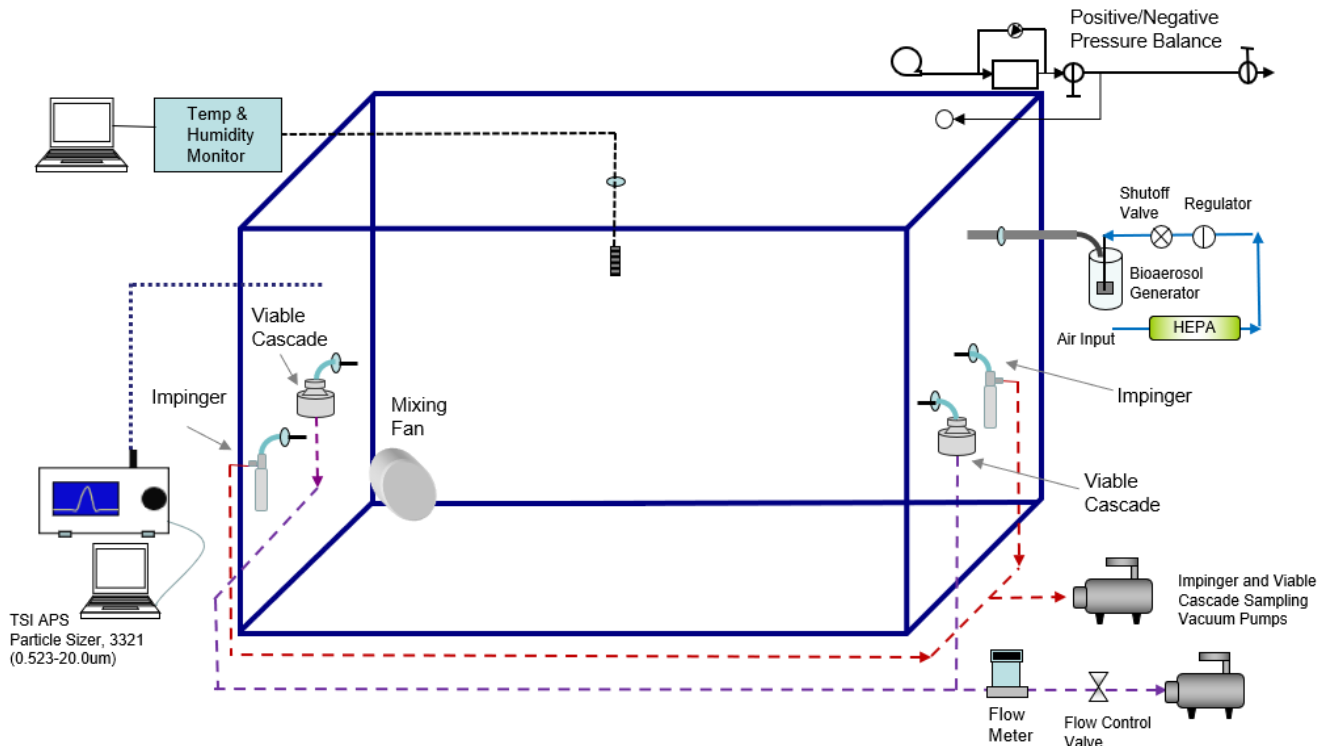 Positive/Negative
Pressure Balance
Temp &
Humidity
Monitor
Shutoff
Valve
Regulator
Bioaerosol
Generator
Air Input
HEPA
Viable
Cascade
Impinger
Mixing
Fan
Impinger
Viable
Cascade
TSI APS
Particle Sizer, 3321
(0.523-20.0um)
Impinger and Viable
Cascade Sampling
Vacuum Pumps
Flow
Meter
Flow Control
Valve